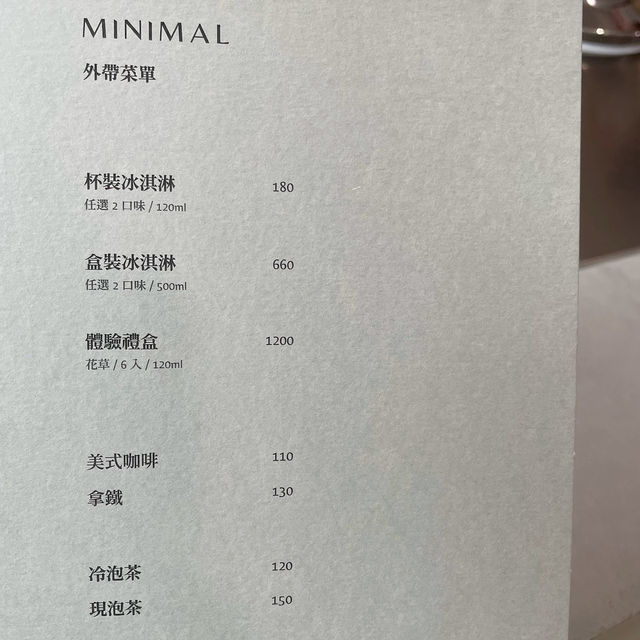 MINIMAL
外帶菜單
杯裝冰淇淋 180
任選 2 口味 / 120ml
盒裝冰淇淋 660
任選 2 口味 / 500ml
體驗禮盒 1200
花草 / 6 入 / 120ml
美式咖啡 110
拿鐵 130
冷泡茶 120
現泡茶 150